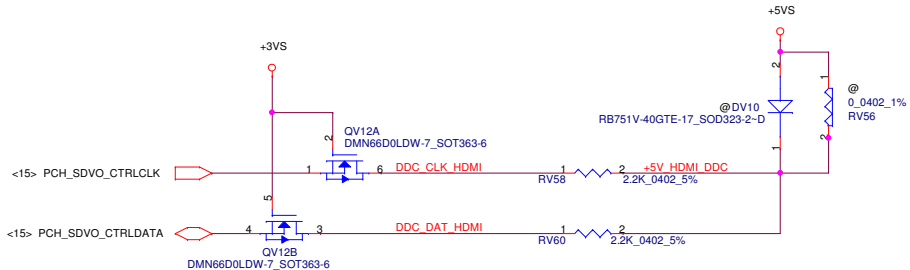 +5VS
+3VS
2
1
@
@DV10
0_0402_1%
RB751V-40GTE-17_SOD323-2~D
RV56
2
QV12A
DMN66D0LDW-7_SOT363-6
1
2
<15> PCH_SDVO_CTRLCLK
1
6
DDC_CLK_HDMI
1
2
+5V_HDMI_DDC
RV58
2.2K_0402_5%
5
<15> PCH_SDVO_CTRLDATA
4
3
DDC_DAT_HDMI
1
2
RV60
2.2K_0402_5%
QV12B
DMN66D0LDW-7_SOT363-6